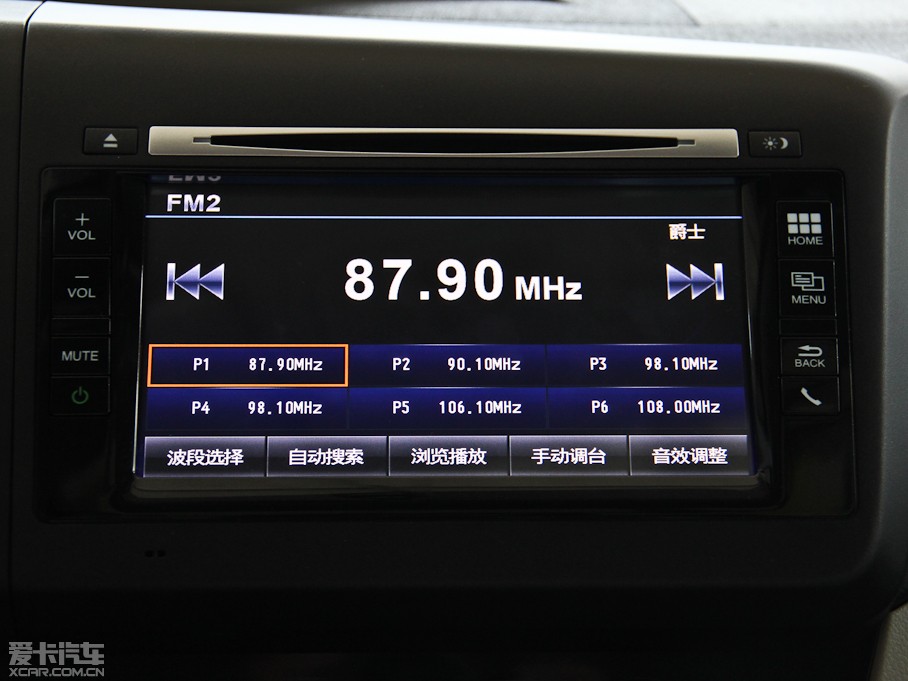 FM2
爵士
87.90 MHz
P1 87.90MHz P2 90.10MHz P3 98.10MHz
P4 98.10MHz P5 106.10MHz P6 108.00MHz
波段选择 自动搜索 浏览播放 手动调台 音效调整
+
VOL
−
VOL
MUTE
HOME
MENU
BACK
爱卡汽车
XCAR.COM.CN